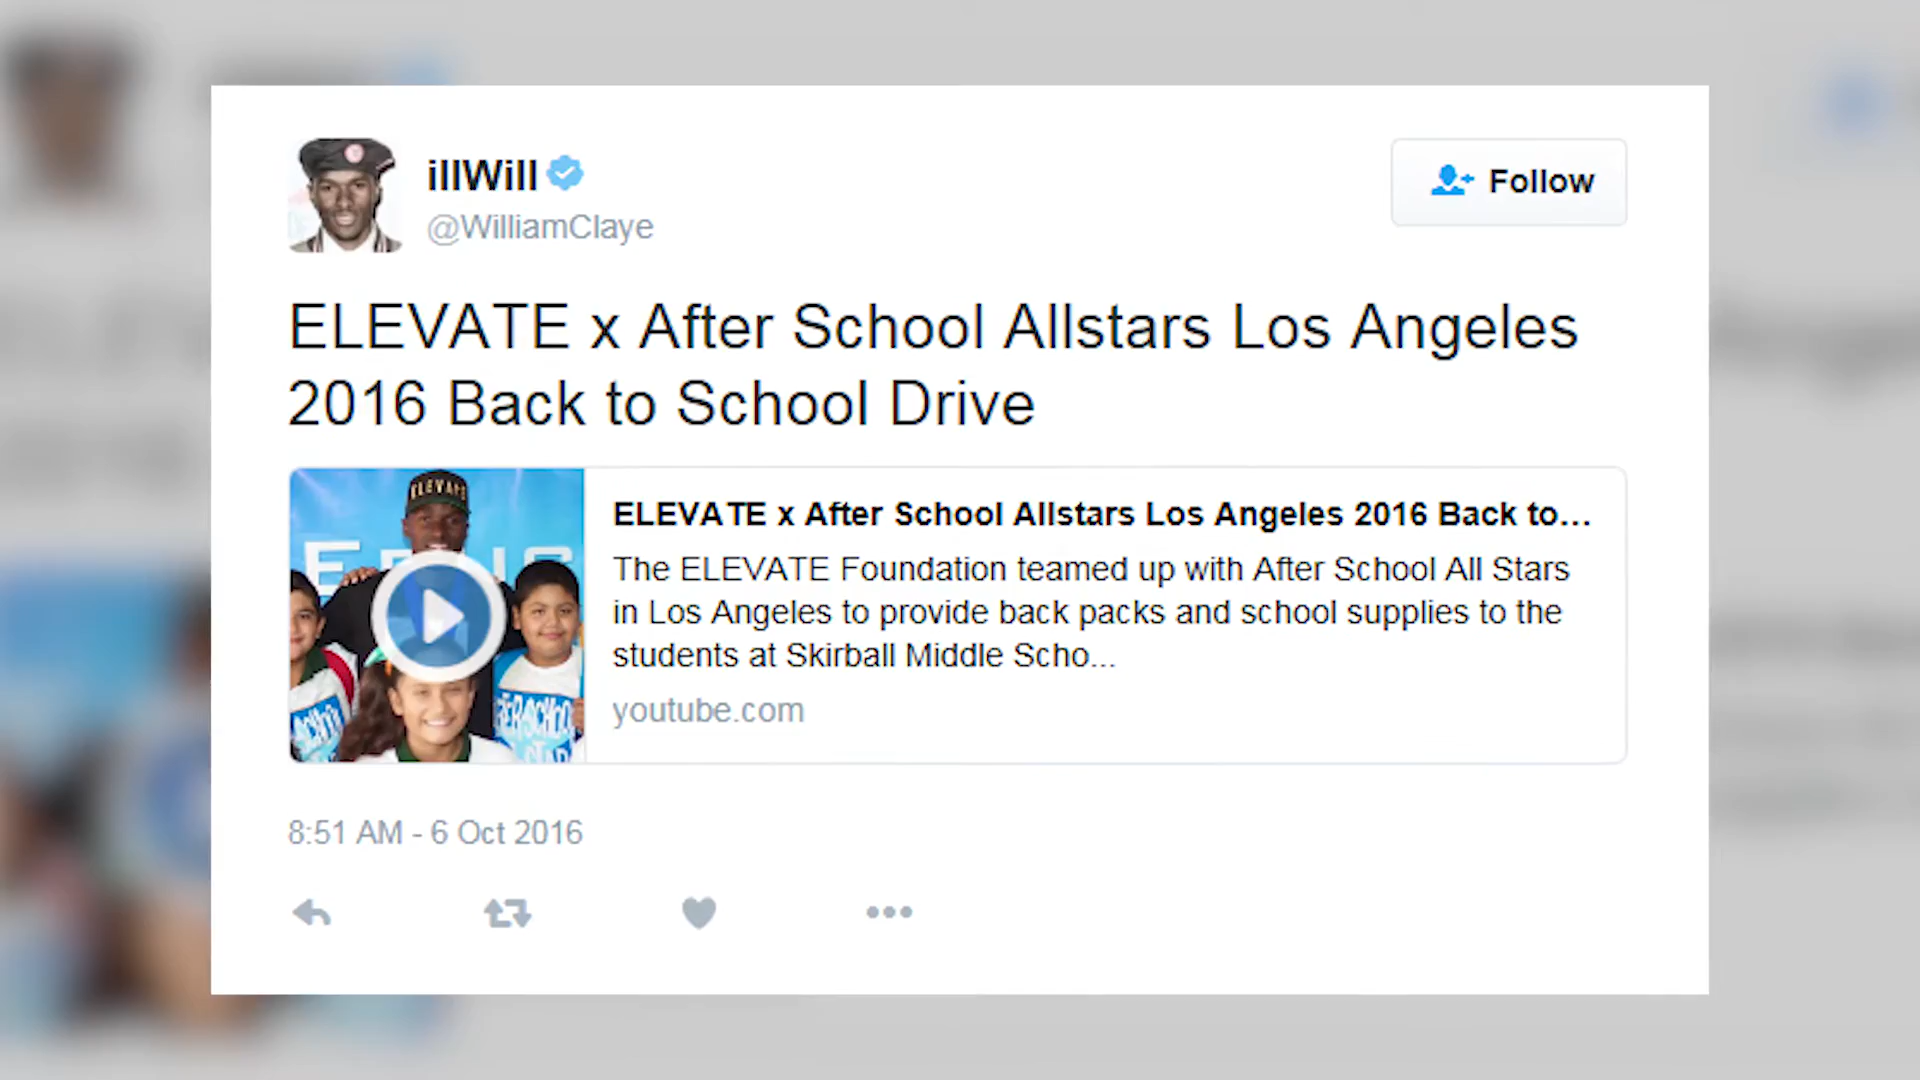 illWill
@WilliamClaye
Follow
ELEVATE x After School Allstars Los Angeles
2016 Back to School Drive
ELEVATE
ELEVATE x After School Allstars Los Angeles 2016 Back to...
The ELEVATE Foundation teamed up with After School All Stars
in Los Angeles to provide back packs and school supplies to the
students at Skirball Middle Scho...
youtube.com
8:51 AM - 6 Oct 2016